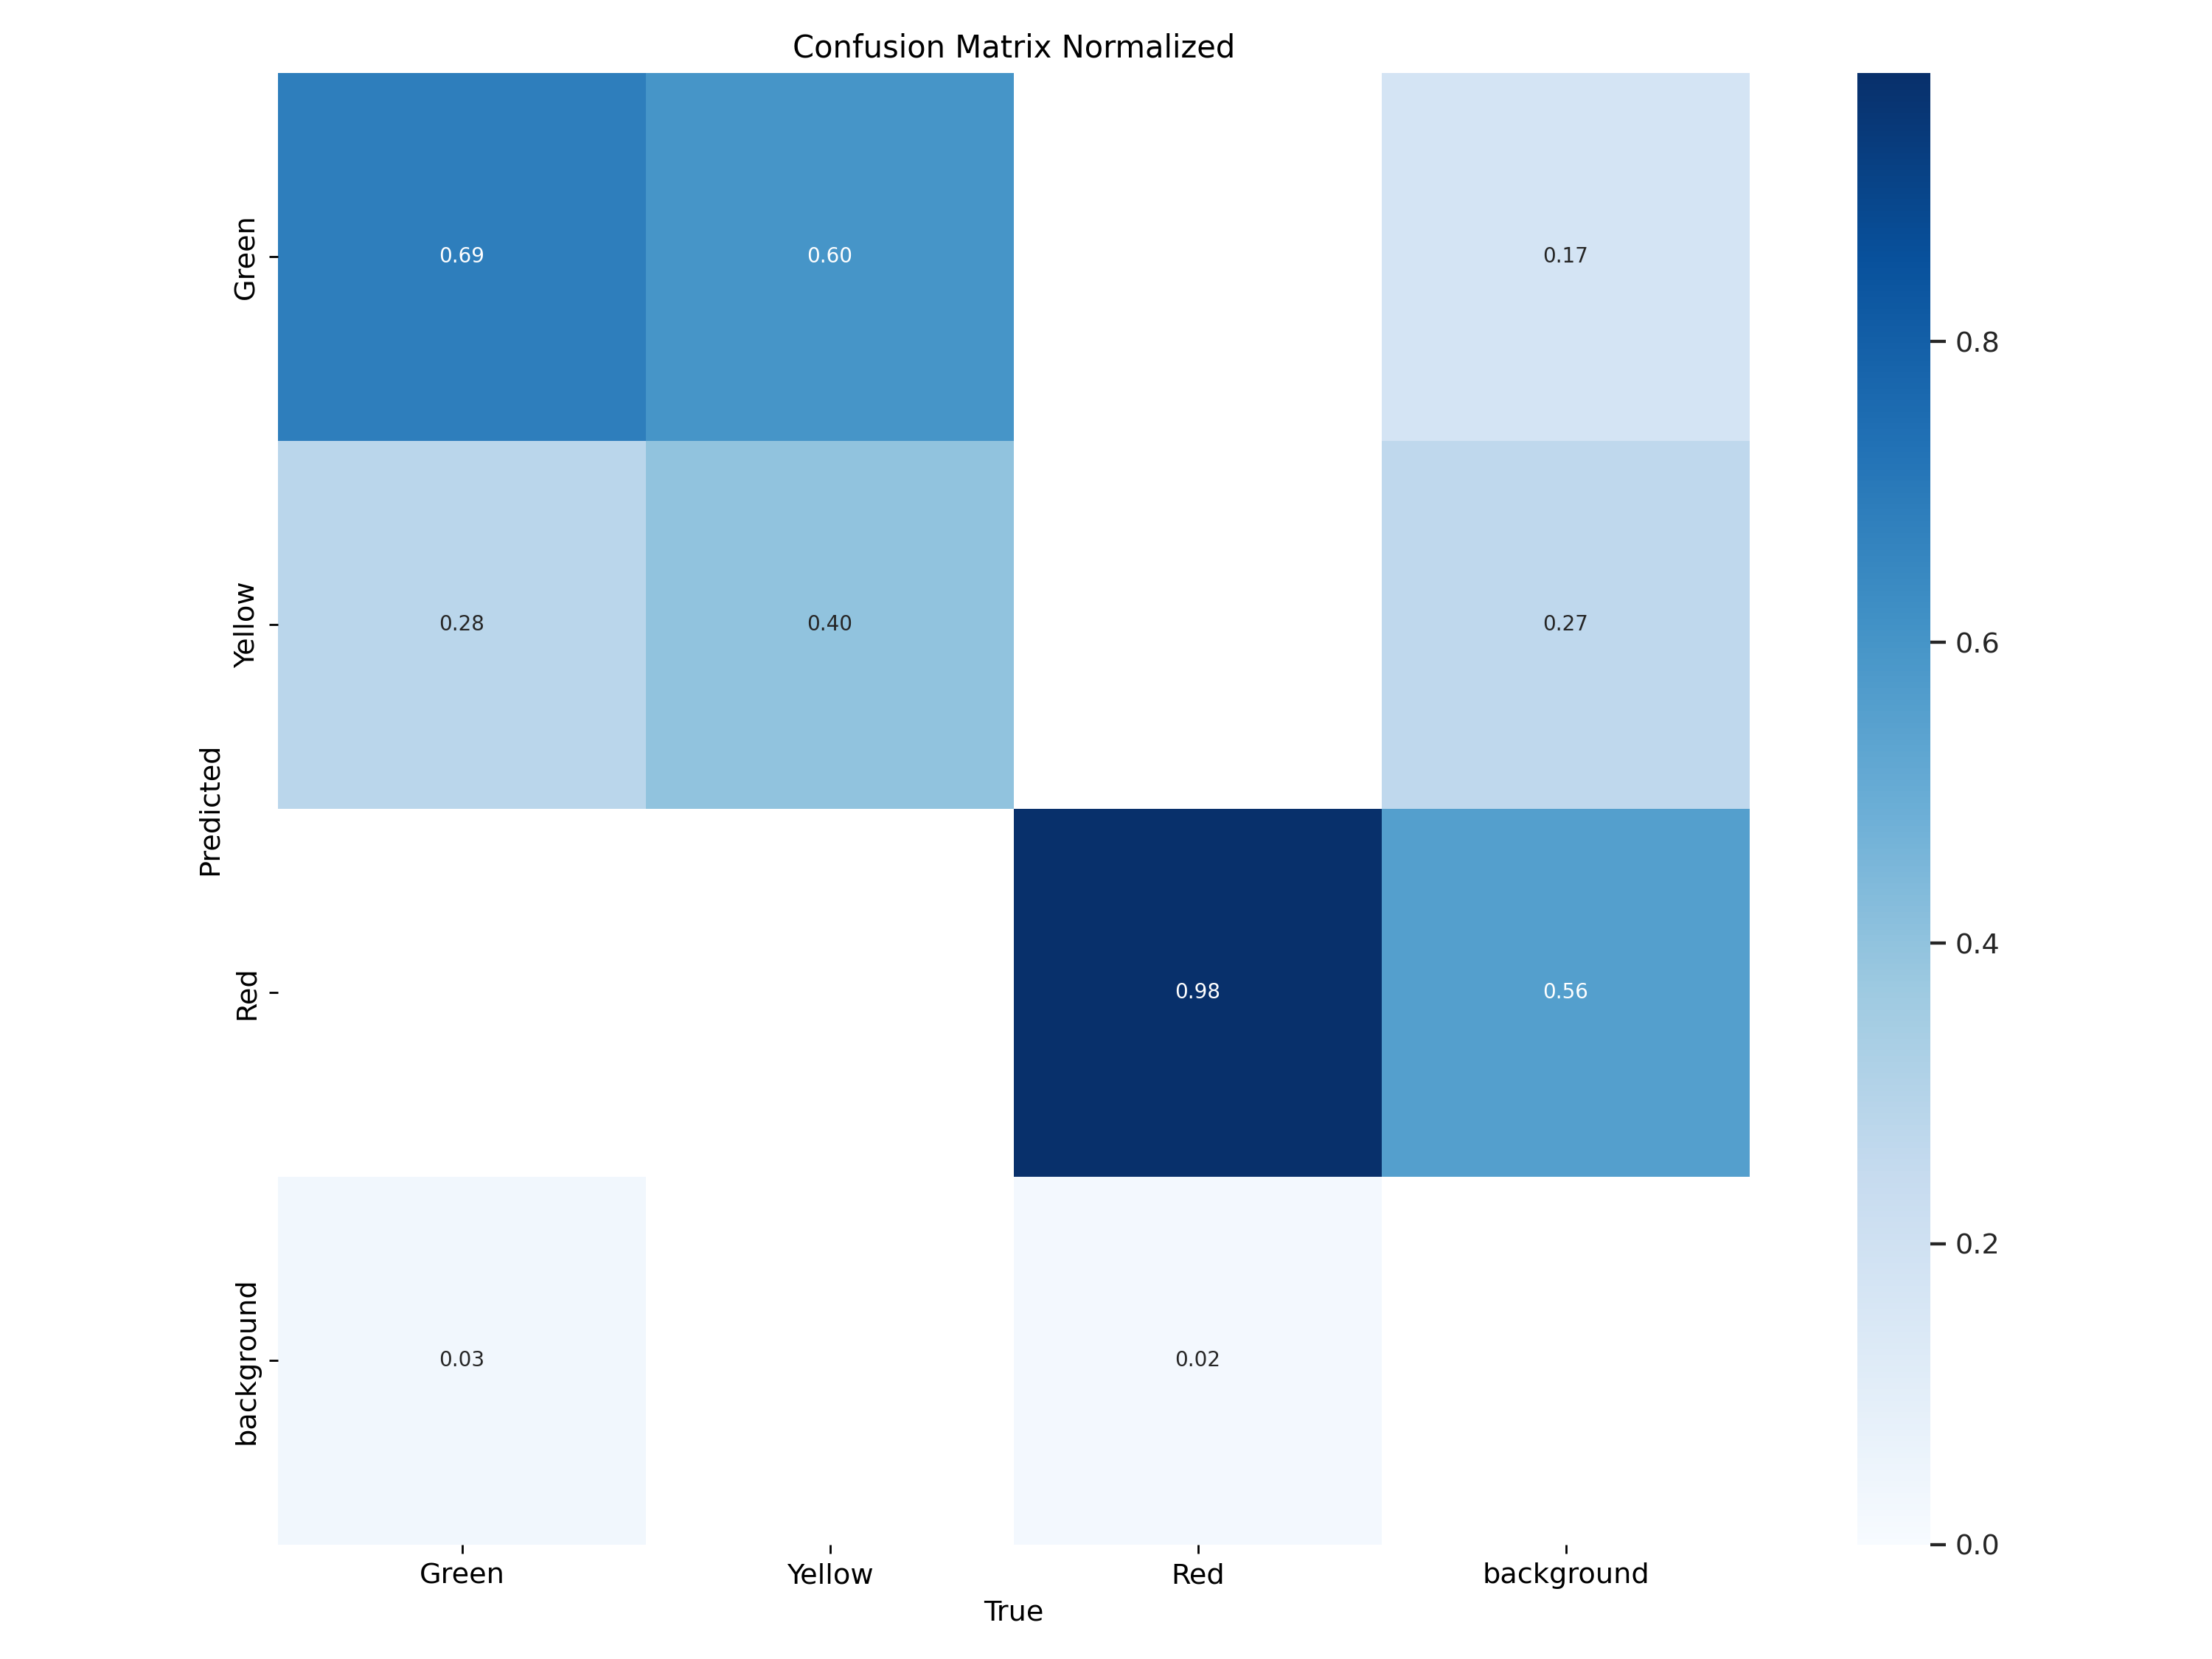 Confusion Matrix Normalized
Green
0.69
0.60
0.17
Yellow
0.28
0.40
0.27
Predicted
Red
0.98
0.56
background
0.03
0.02
Green
Yellow
Red
background
True
0.8
0.6
0.4
0.2
0.0